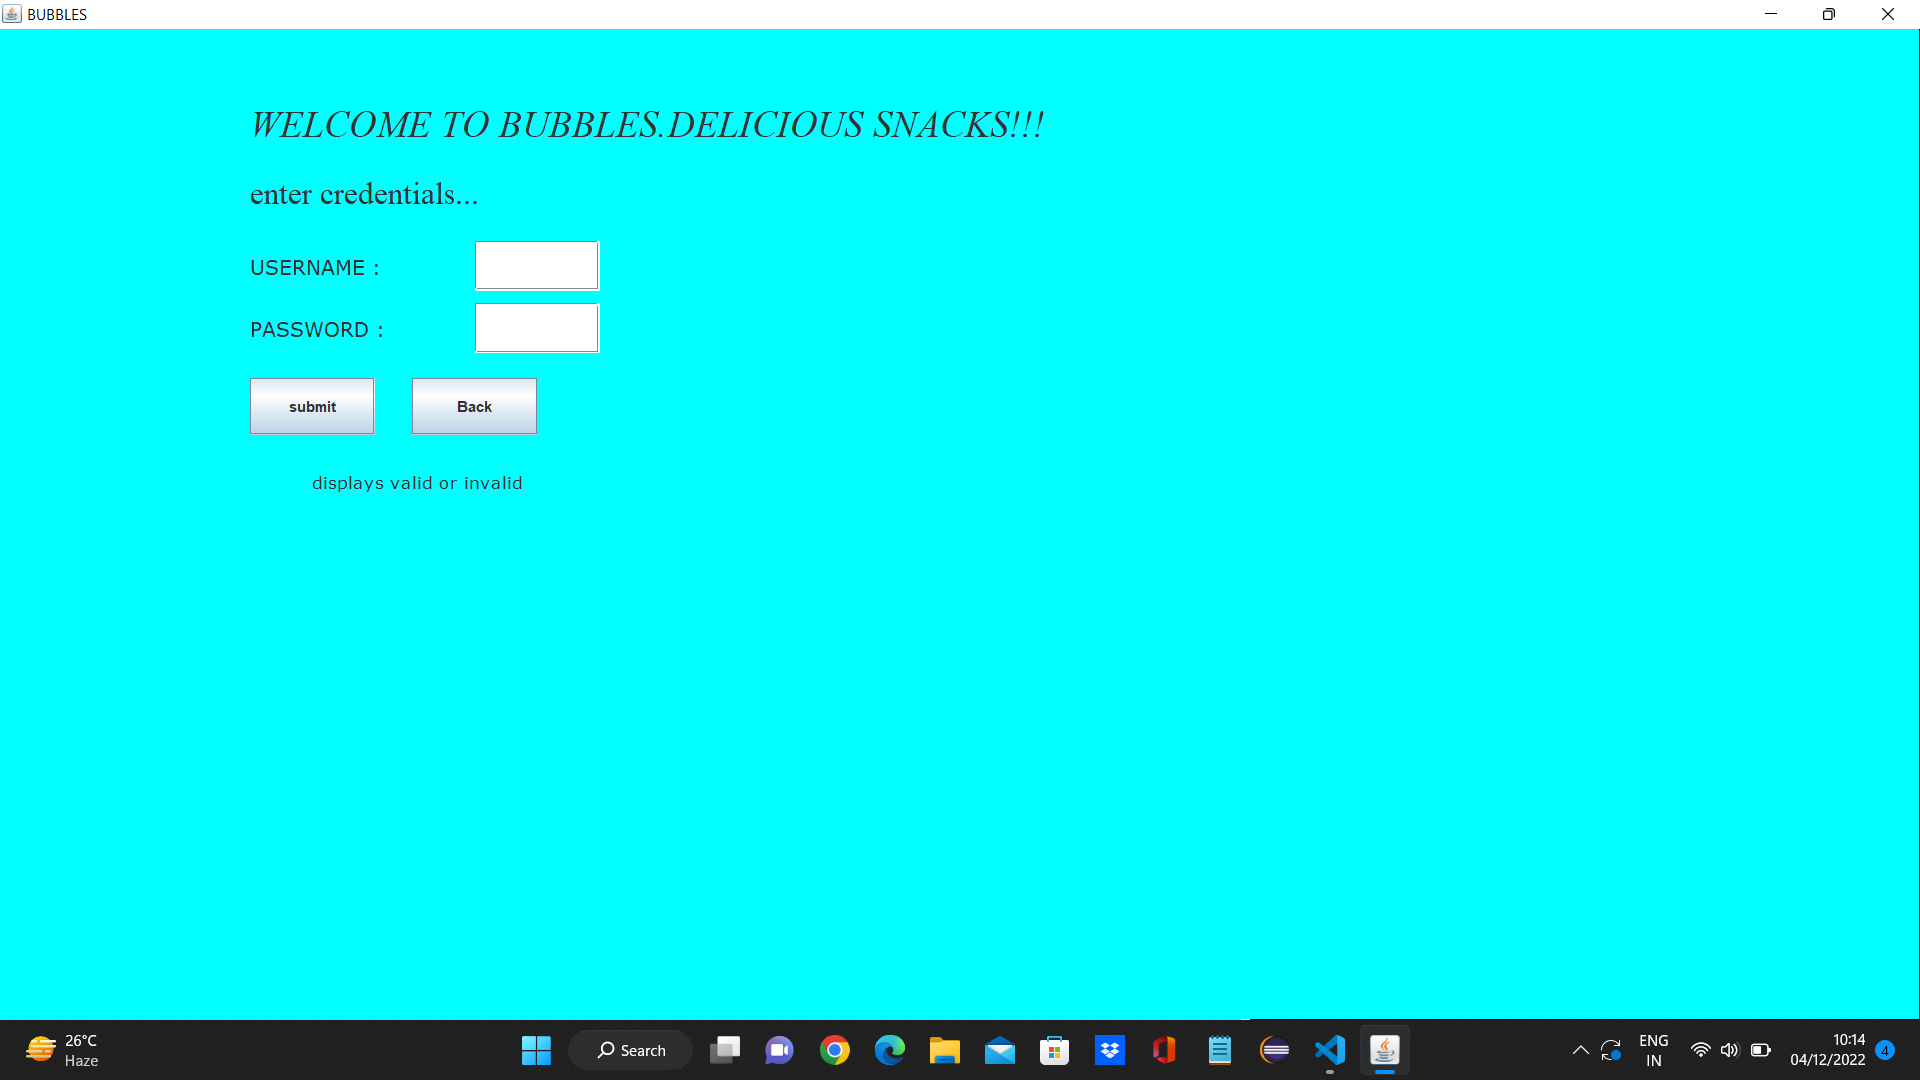 BUBBLES
WELCOME TO BUBBLES.DELICIOUS SNACKS!!!
enter credentials...
USERNAME :
PASSWORD :
submit Back
displays valid or invalid
26°C
Haze
Search
ENG
IN
10:14
04/12/2022
4